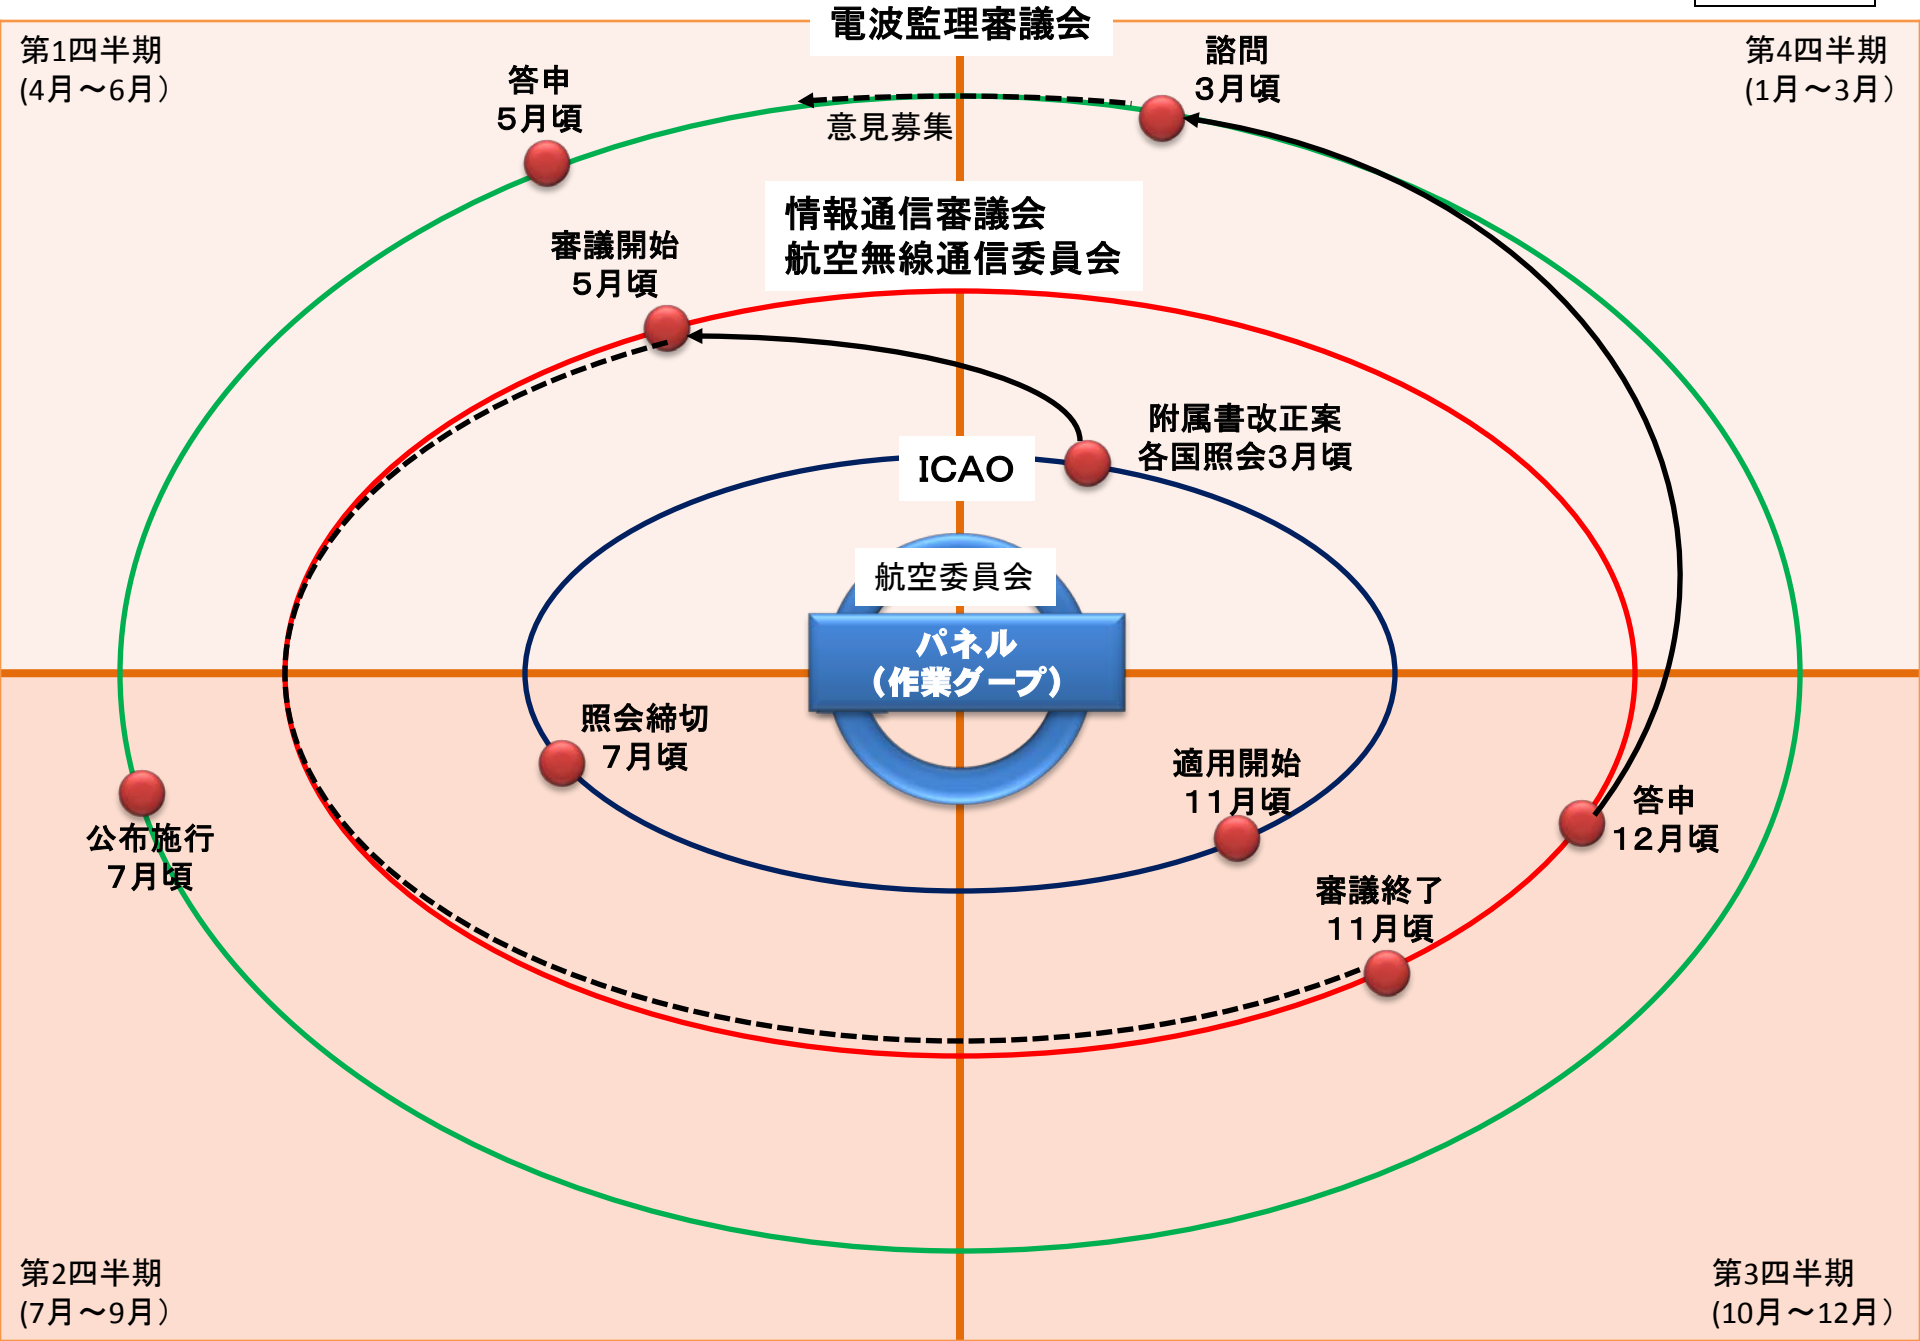 電波監理審議会
第1四半期
(4月～6月）
答申
５月頃
諮問
３月頃
第4四半期
(1月～3月）
意見募集
情報通信審議会
航空無線通信委員会
審議開始
５月頃
附属書改正案
各国照会３月頃
ICAO
航空委員会
パネル
（作業グープ）
照会締切
７月頃
適用開始
11月頃
公布施行
７月頃
答申
１２月頃
審議終了
１１月頃
第2四半期
(7月～9月）
第3四半期
(10月～12月）